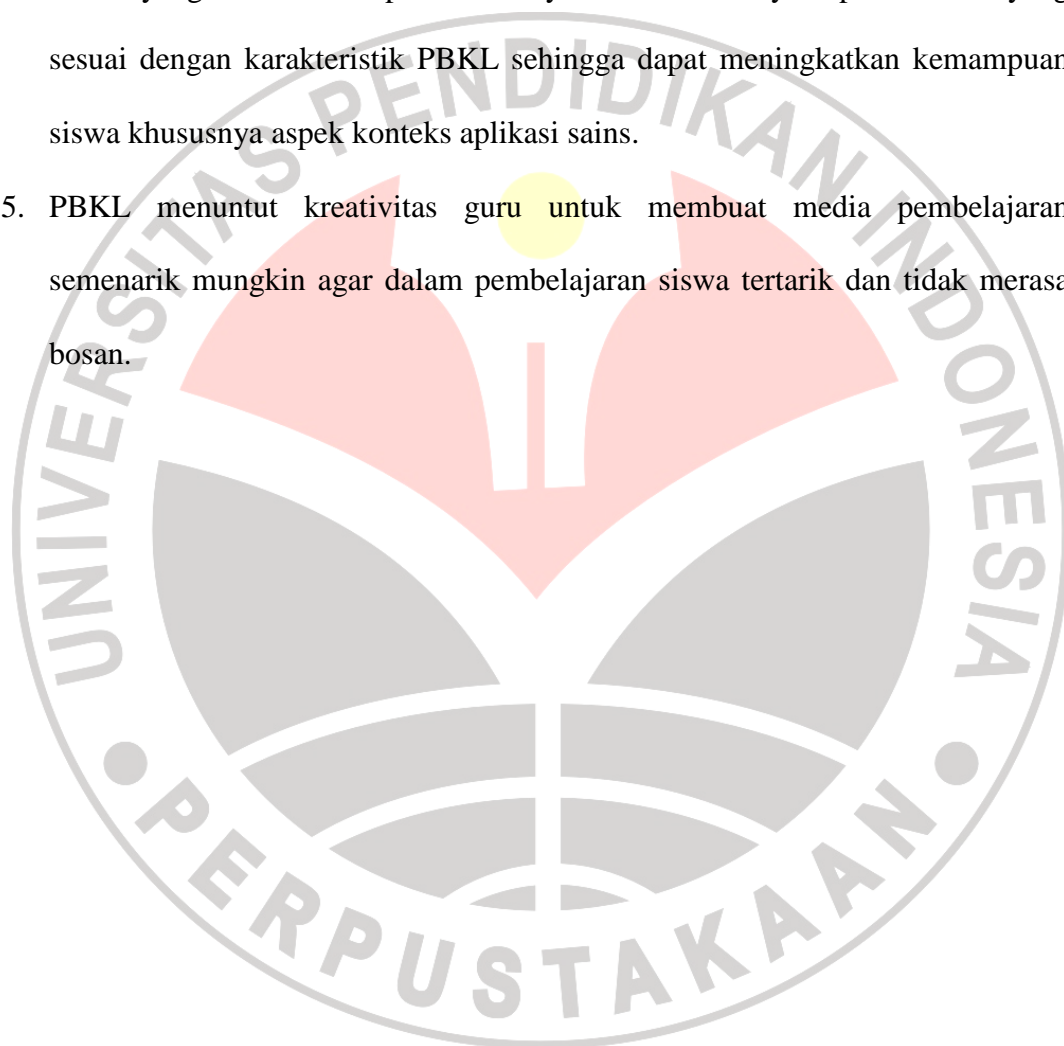 sesuai dengan karakteristik PBKL sehingga dapat meningkatkan kemampuan
siswa khususnya aspek konteks aplikasi sains.
5. PBKL menuntut kreativitas guru untuk membuat media pembelajaran
semenarik mungkin agar dalam pembelajaran siswa tertarik dan tidak merasa
bosan.
UNIVERSITAS PENDIDIKAN INDONESIA
PERPUSTAKAAN